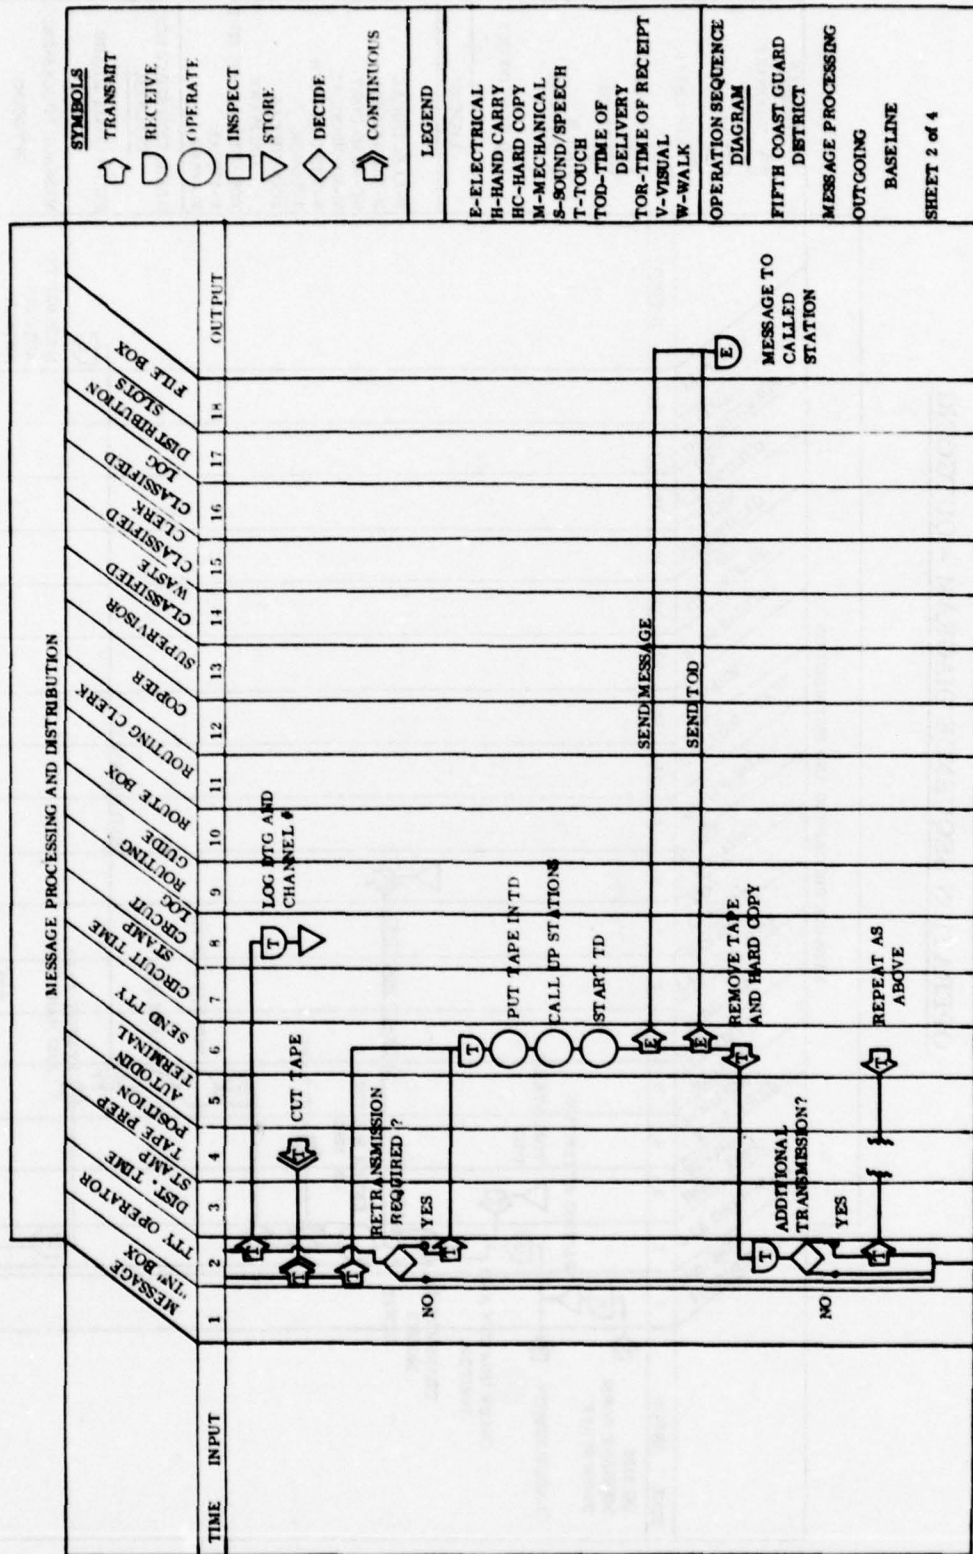 MESSAGE PROCESSING AND DISTRIBUTION
MESSAGE
"IN" BOX
TTY OPERATOR
DIST. TIME
STAMP
TAPE PREP
POSITION
AUTODIN
TERMINAL
SEND TTY
CIRCUIT TIME
STAMP
CIRCUIT
LOG
ROUTING
GUIDE
ROUTE BOX
ROUTING CLERK
COPIER
SUPERVISOR
CLASSIFIED
WASTE
CLASSIFIED
CLERK
CLASSIFIED
LOG
DISTRIBUTION
SLOTS
FILE BOX
TIME INPUT 1 2 3 4 5 6 7 8 9 10 11 12 13 14 15 16 17 18 OUTPUT
T
T
LOG DTG AND
CHANNEL #
T
T
CUT TAPE
T
RETRANSMISSION
REQUIRED?
YES
NO
T
T
PUT TAPE IN TD
CALL UP STATIONS
START TD
E
SEND MESSAGE
E
SEND TOD
E
MESSAGE TO
CALLED
STATION
T
REMOVE TAPE
AND HARD COPY
T
ADDITIONAL
TRANSMISSION?
YES
NO
T
T
REPEAT AS
ABOVE
SYMBOLS
TRANSMIT
RECEIVE
OPERATE
INSPECT
STORE
DECIDE
CONTINUOUS
LEGEND
E-ELECTRICAL
H-HAND CARRY
HC-HARD COPY
M-MECHANICAL
S-SOUND/SPEECH
T-TOUCH
TOD-TIME OF
DELIVERY
TOR-TIME OF RECEIPT
V-VISUAL
W-WALK
OPERATION SEQUENCE
DIAGRAM
FIFTH COAST GUARD
DISTRICT
MESSAGE PROCESSING
OUTGOING
BASELINE
SHEET 2 of 4